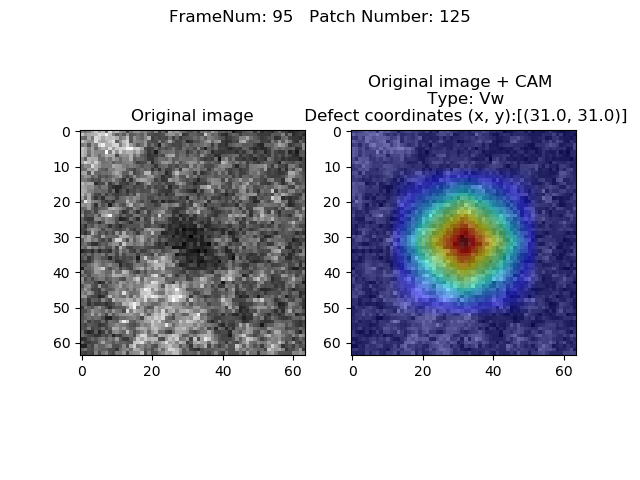 FrameNum: 95   Patch Number: 125
Original image
0
10
20
30
40
50
60
0 20 40 60
Original image + CAM
Type: Vw
Defect coordinates (x, y):[(31.0, 31.0)]
0
10
20
30
40
50
60
0 20 40 60